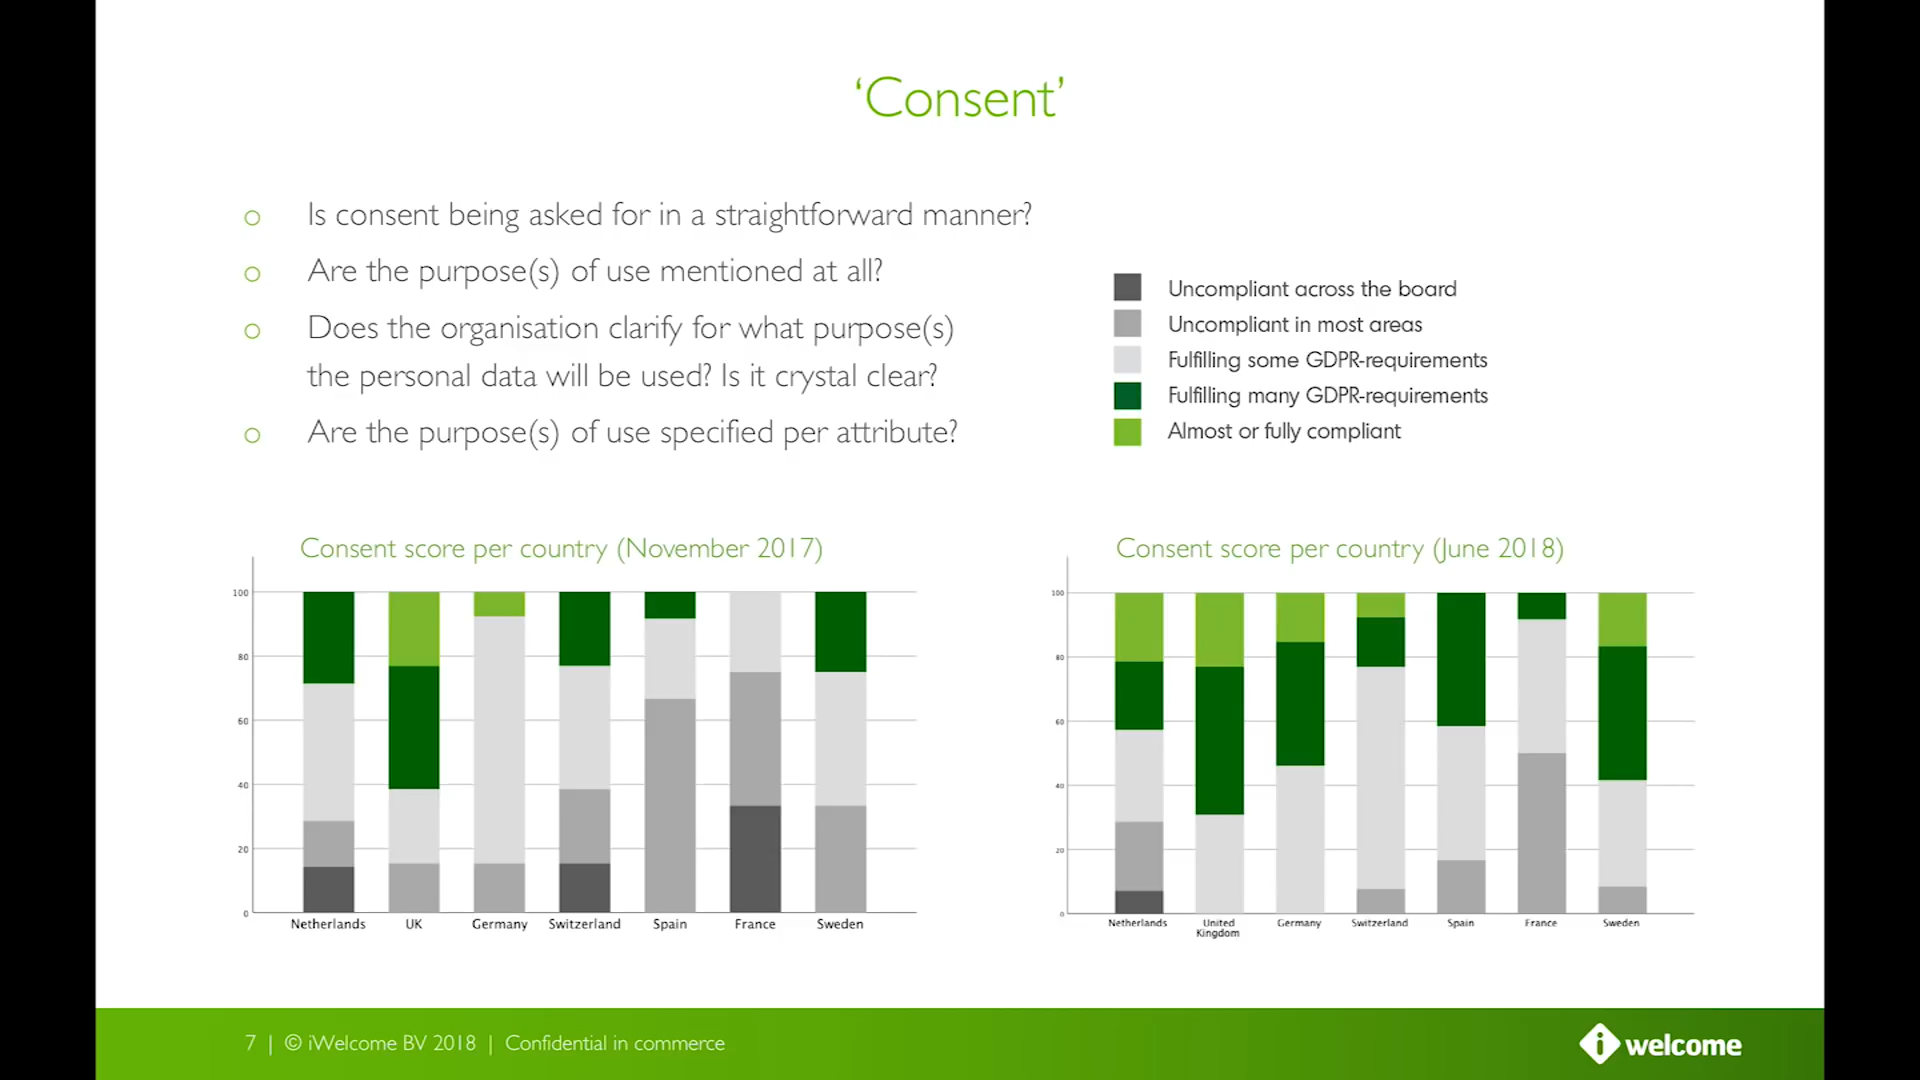 ‘Consent’
Is consent being asked for in a straightforward manner?
Are the purpose(s) of use mentioned at all?
Does the organisation clarify for what purpose(s)
the personal data will be used? Is it crystal clear?
Are the purpose(s) of use specified per attribute?
Uncompliant across the board
Uncompliant in most areas
Fulfilling some GDPR-requirements
Fulfilling many GDPR-requirements
Almost or fully compliant
Consent score per country (November 2017)
100
80
60
40
20
0
Netherlands UK Germany Switzerland Spain France Sweden
Consent score per country (June 2018)
100
80
60
40
20
0
Netherlands United Germany Switzerland Spain France Sweden
Kingdom
7 | © iWelcome BV 2018 | Confidential in commerce
i welcome